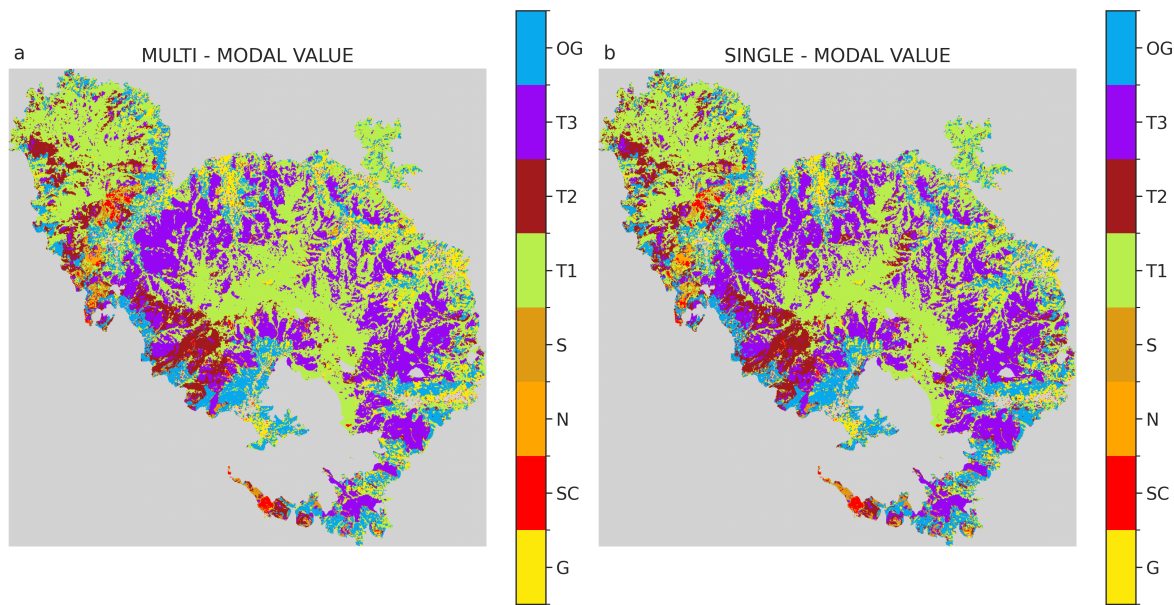 a
MULTI - MODAL VALUE
OG
T3
T2
T1
S
N
SC
G
b
SINGLE - MODAL VALUE
OG
T3
T2
T1
S
N
SC
G